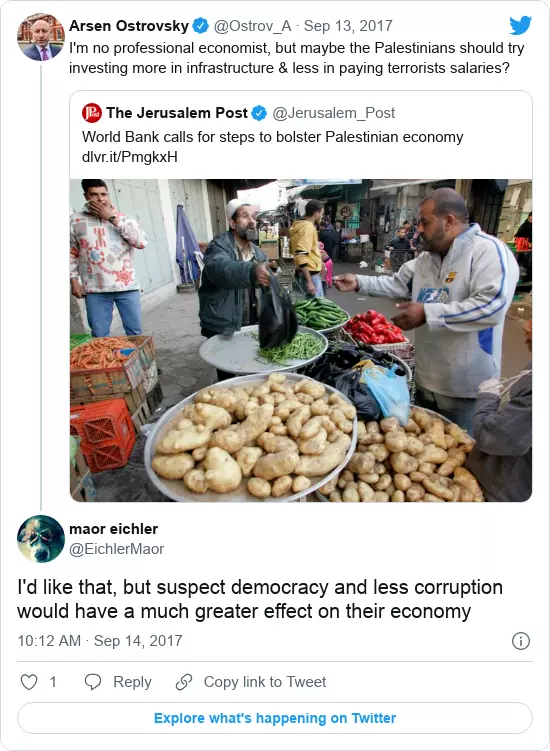 Arsen Ostrovsky @Ostrov_A · Sep 13, 2017
I'm no professional economist, but maybe the Palestinians should try
investing more in infrastructure & less in paying terrorists salaries?
The Jerusalem Post @Jerusalem_Post
World Bank calls for steps to bolster Palestinian economy
dlvr.it/PmgkxH
maor eichler
@EichlerMaor
I'd like that, but suspect democracy and less corruption
would have a much greater effect on their economy
10:12 AM · Sep 14, 2017
1 Reply Copy link to Tweet
Explore what's happening on Twitter